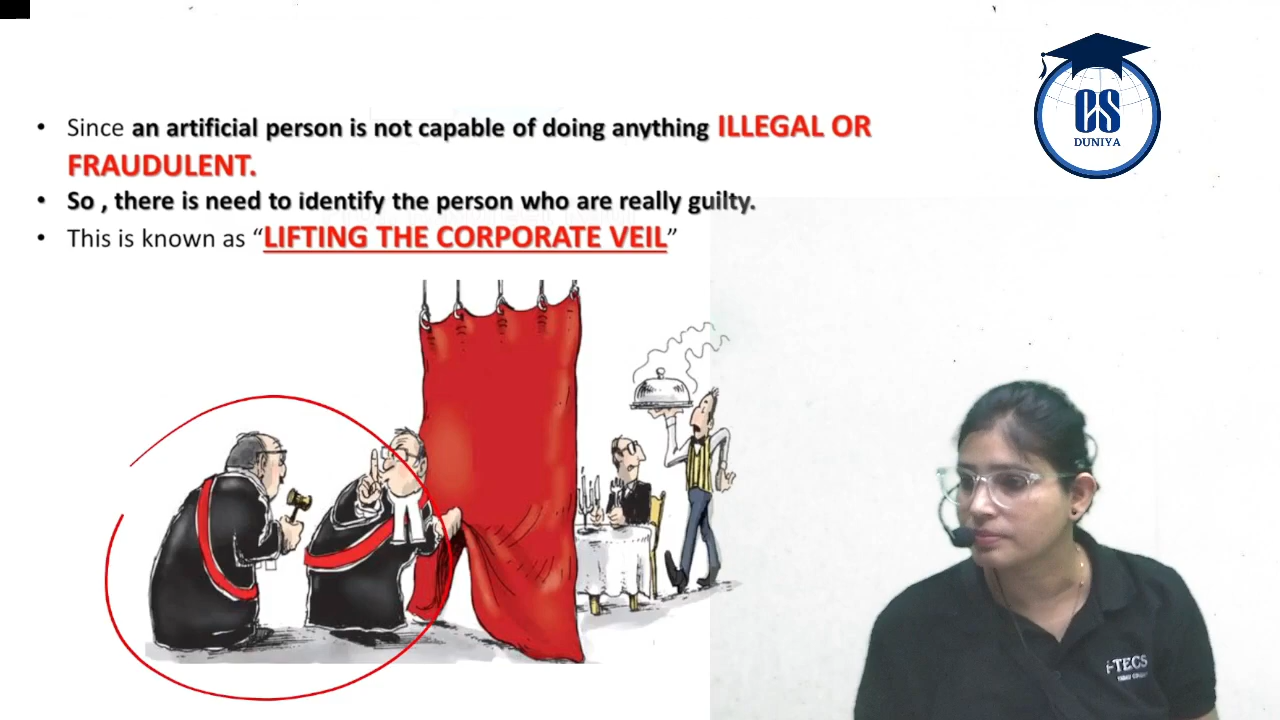 • Since an artificial person is not capable of doing anything ILLEGAL OR
FRAUDULENT.
• So , there is need to identify the person who are really guilty.
• This is known as “LIFTING THE CORPORATE VEIL”
CS
DUNIYA
i-TECS